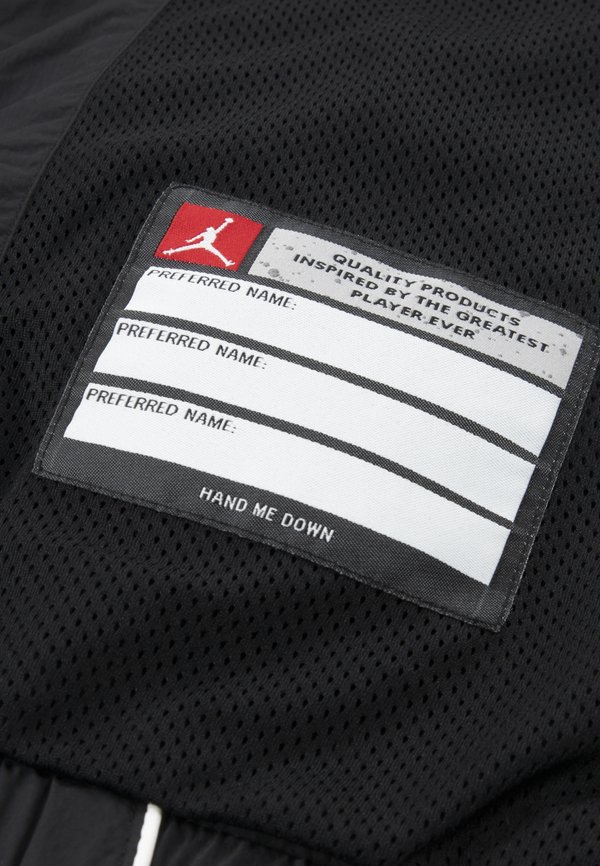 QUALITY PRODUCTS
INSPIRED BY THE GREATEST
PLAYER EVER
PREFERRED NAME:
PREFERRED NAME:
PREFERRED NAME:
HAND ME DOWN